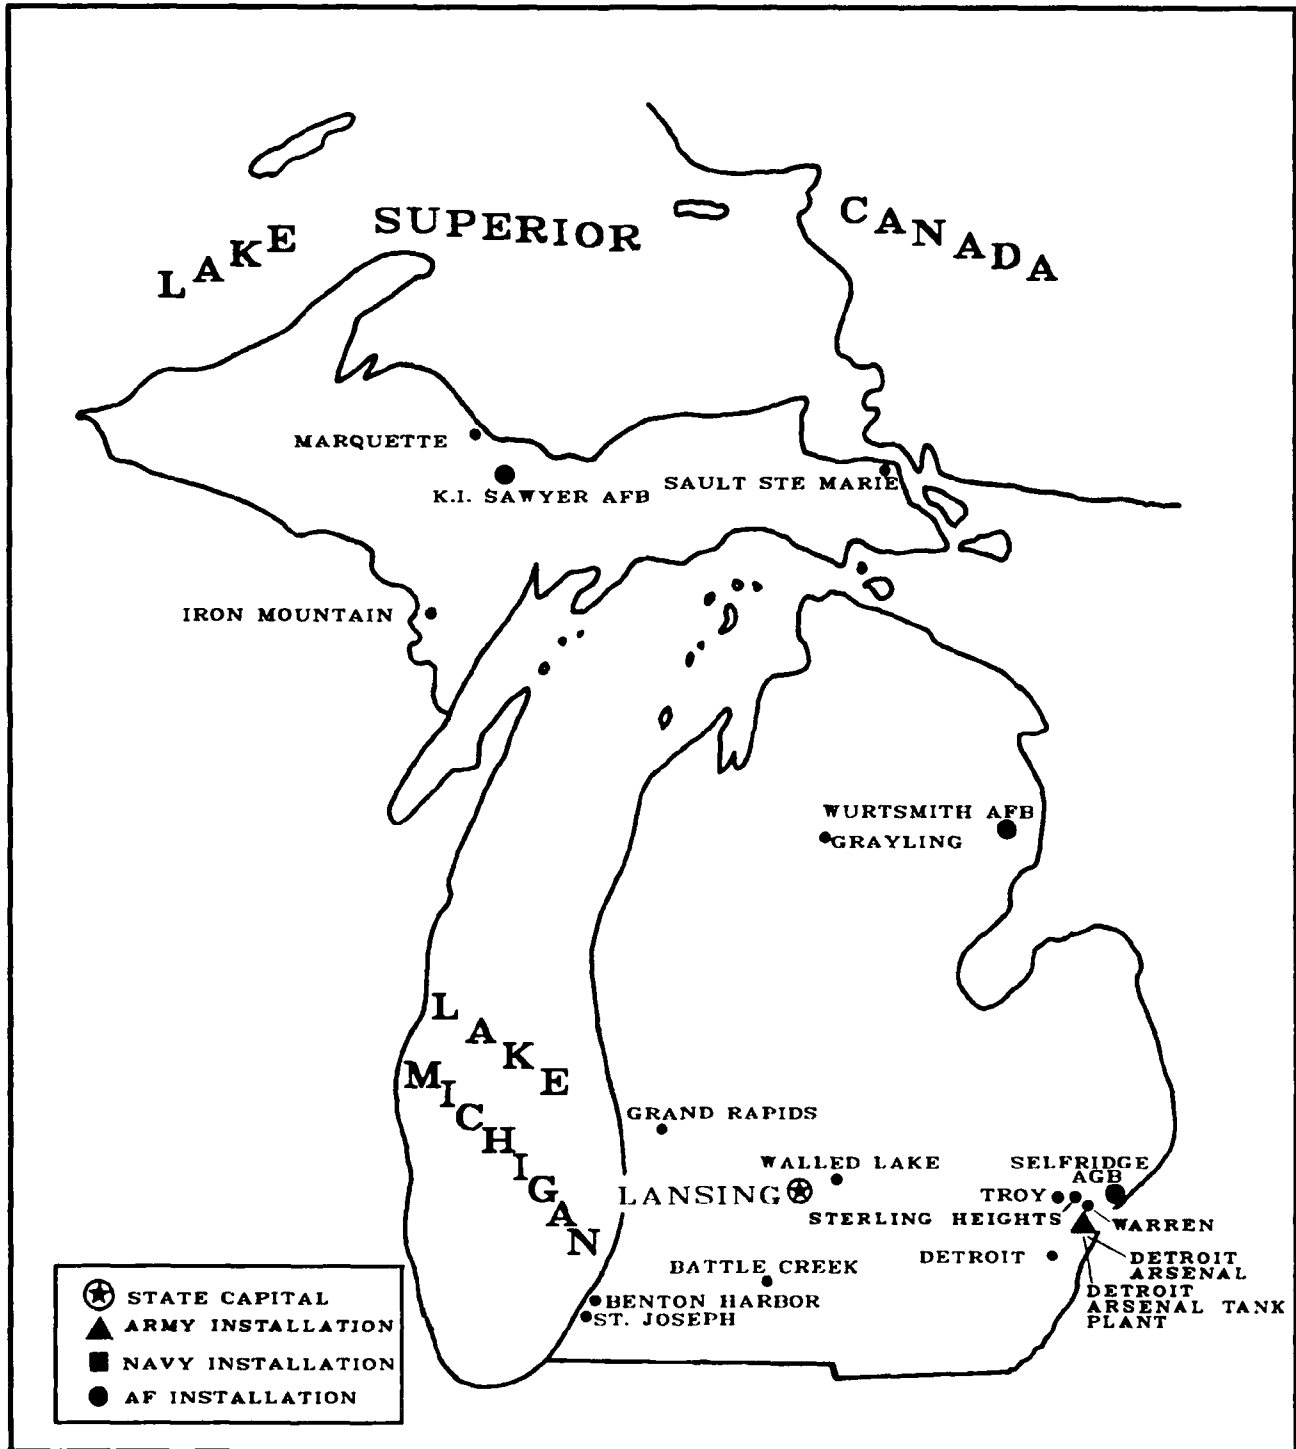 LAKE SUPERIOR
CANADA
MARQUETTE
K.I. SAWYER AFB
SAULT STE MARIE
IRON MOUNTAIN
WURTSMITH AFB
GRAYLING
LAKE
MICHIGAN
GRAND RAPIDS
WALLED LAKE
SELFRIDGE
AGB
LANSING
TROY
STERLING HEIGHTS
WARREN
DETROIT
DETROIT
ARSENAL
BATTLE CREEK
DETROIT
ARSENAL TANK
PLANT
BENTON HARBOR
ST. JOSEPH
STATE CAPITAL
ARMY INSTALLATION
NAVY INSTALLATION
AF INSTALLATION